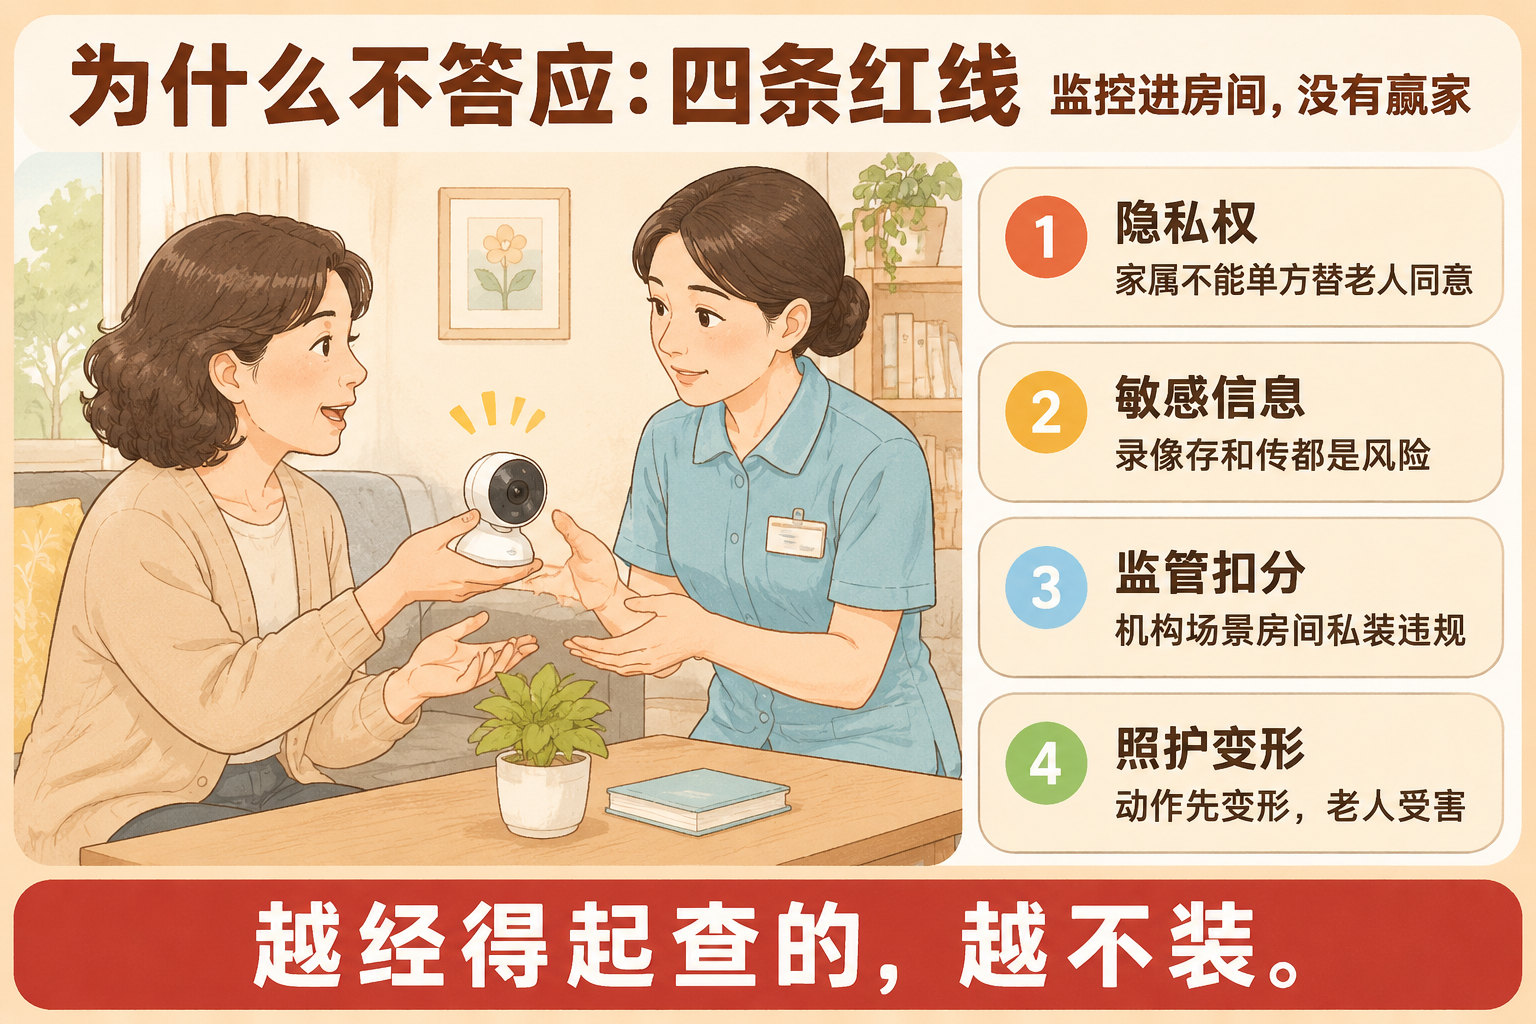 为什么不答应：四条红线
监控进房间，没有赢家
1
隐私权
家属不能单方替老人同意
2
敏感信息
录像存和传都是风险
3
监管扣分
机构场景房间私装违规
4
照护变形
动作先变形，老人受害
越经得起查的，越不装。